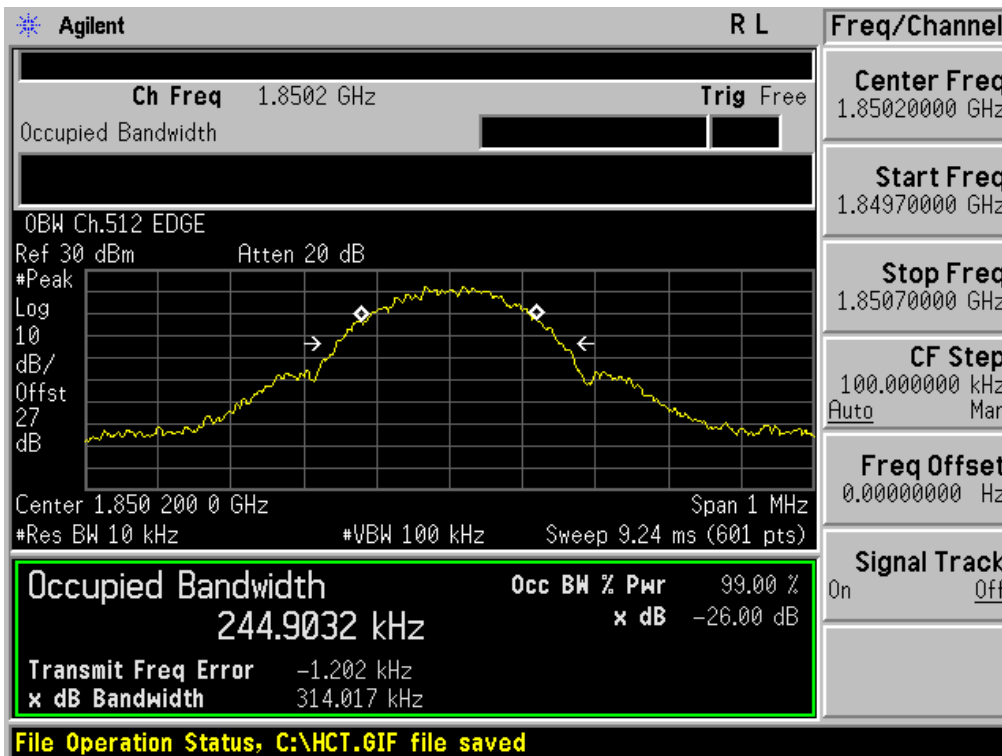 Agilent R L
Ch Freq 1.8502 GHz Trig Free
Occupied Bandwidth
OBW Ch.512 EDGE
Ref 30 dBm Atten 20 dB
#Peak
Log
10
dB/
Offst
27
dB
Center 1.850 200 0 GHz Span 1 MHz
#Res BW 10 kHz #VBW 100 kHz Sweep 9.24 ms (601 pts)
Occupied Bandwidth Occ BW % Pwr 99.00 %
244.9032 kHz x dB -26.00 dB
Transmit Freq Error -1.202 kHz
x dB Bandwidth 314.017 kHz
File Operation Status, C:\HCT.GIF file saved
Freq/Channel
Center Freq
1.85020000 GHz
Start Freq
1.84970000 GHz
Stop Freq
1.85070000 GHz
CF Step
100.000000 kHz
Auto Man
Freq Offset
0.00000000 Hz
Signal Track
On Off